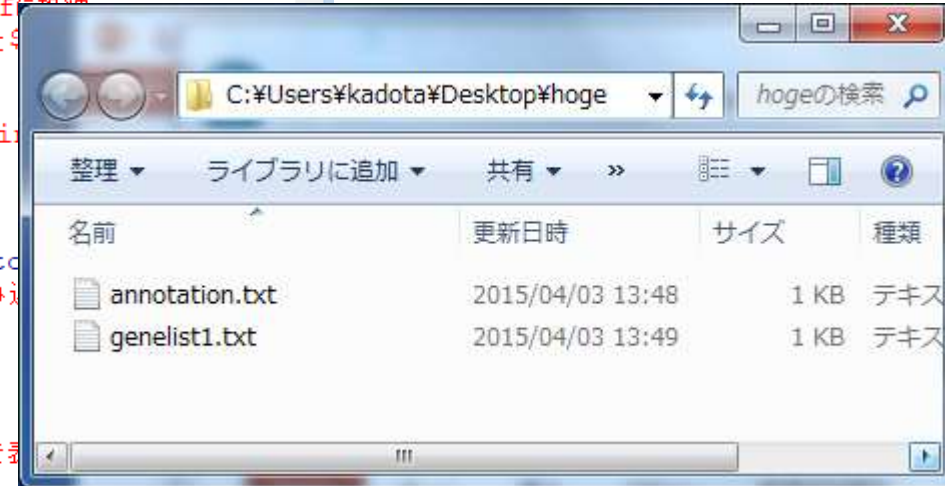 C:¥Users¥kadota¥Desktop¥hoge
hogeの検索
整理 ライブラリに追加 共有 »
名前 更新日時 サイズ 種類
annotation.txt 2015/04/03 13:48 1 KB テキス
genelist1.txt 2015/04/03 13:49 1 KB テキス